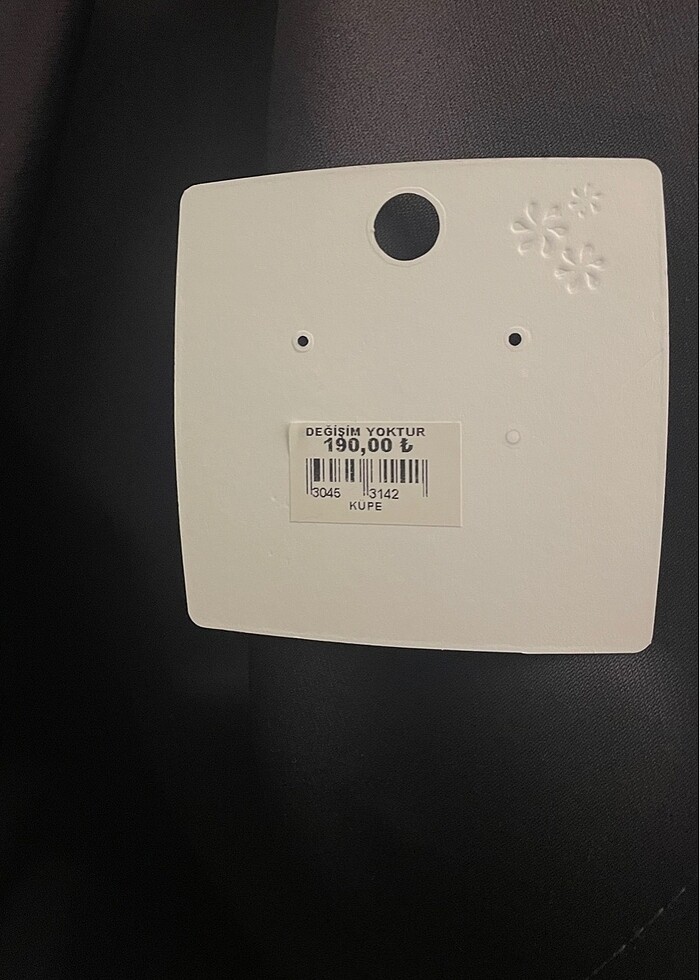 DEĞİŞİM YOKTUR
190,00 ₺
3045 3142
KÜPE